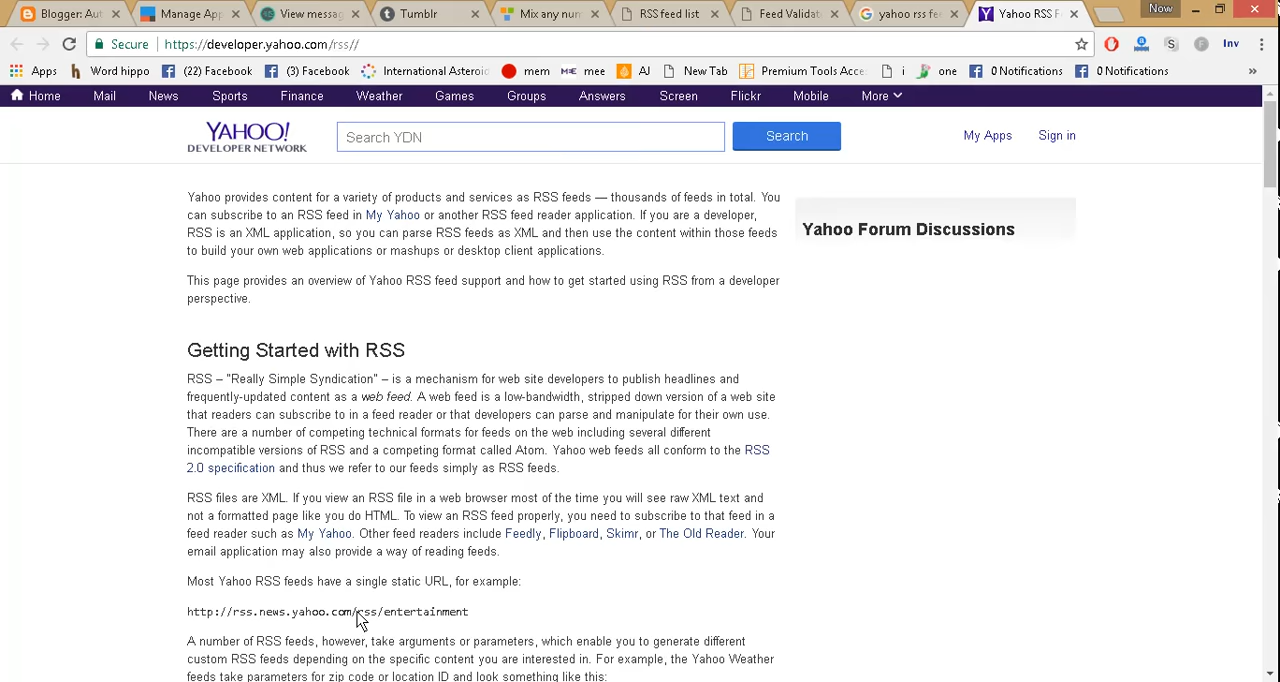 Blogger: Aut
Manage App
View messag
Tumblr
Mix any num
RSS feed list
Feed Validat
yahoo rss fee
Yahoo RSS F
Now
Secure https://developer.yahoo.com/rss//
Inv
Apps Word hippo (22) Facebook (3) Facebook International Asteroi mem ME mee AI New Tab Premium Tools Acce i one 0 Notifications 0 Notifications »
Home Mail News Sports Finance Weather Games Groups Answers Screen Flickr Mobile More
YAHOO!
DEVELOPER NETWORK
Search YDN
Search
My Apps Sign in
Yahoo provides content for a variety of products and services as RSS feeds — thousands of feeds in total. You
can subscribe to an RSS feed in My Yahoo or another RSS feed reader application. If you are a developer,
RSS is an XML application, so you can parse RSS feeds as XML and then use the content within those feeds
to build your own web applications or mashups or desktop client applications.
Yahoo Forum Discussions
This page provides an overview of Yahoo RSS feed support and how to get started using RSS from a developer
perspective.
Getting Started with RSS
RSS – "Really Simple Syndication" – is a mechanism for web site developers to publish headlines and
frequently-updated content as a web feed. A web feed is a low-bandwidth, stripped down version of a web site
that readers can subscribe to in a feed reader or that developers can parse and manipulate for their own use.
There are a number of competing technical formats for feeds on the web including several different
incompatible versions of RSS and a competing format called Atom. Yahoo web feeds all conform to the RSS
2.0 specification and thus we refer to our feeds simply as RSS feeds.
RSS files are XML. If you view an RSS file in a web browser most of the time you will see raw XML text and
not a formatted page like you do HTML. To view an RSS feed properly, you need to subscribe to that feed in a
feed reader such as My Yahoo. Other feed readers include Feedly, Flipboard, Skimr, or The Old Reader. Your
email application may also provide a way of reading feeds.
Most Yahoo RSS feeds have a single static URL, for example:
http://rss.news.yahoo.com/rss/entertainment
A number of RSS feeds, however, take arguments or parameters, which enable you to generate different
custom RSS feeds depending on the specific content you are interested in. For example, the Yahoo Weather
feeds take parameters for zip code or location ID and look something like this: